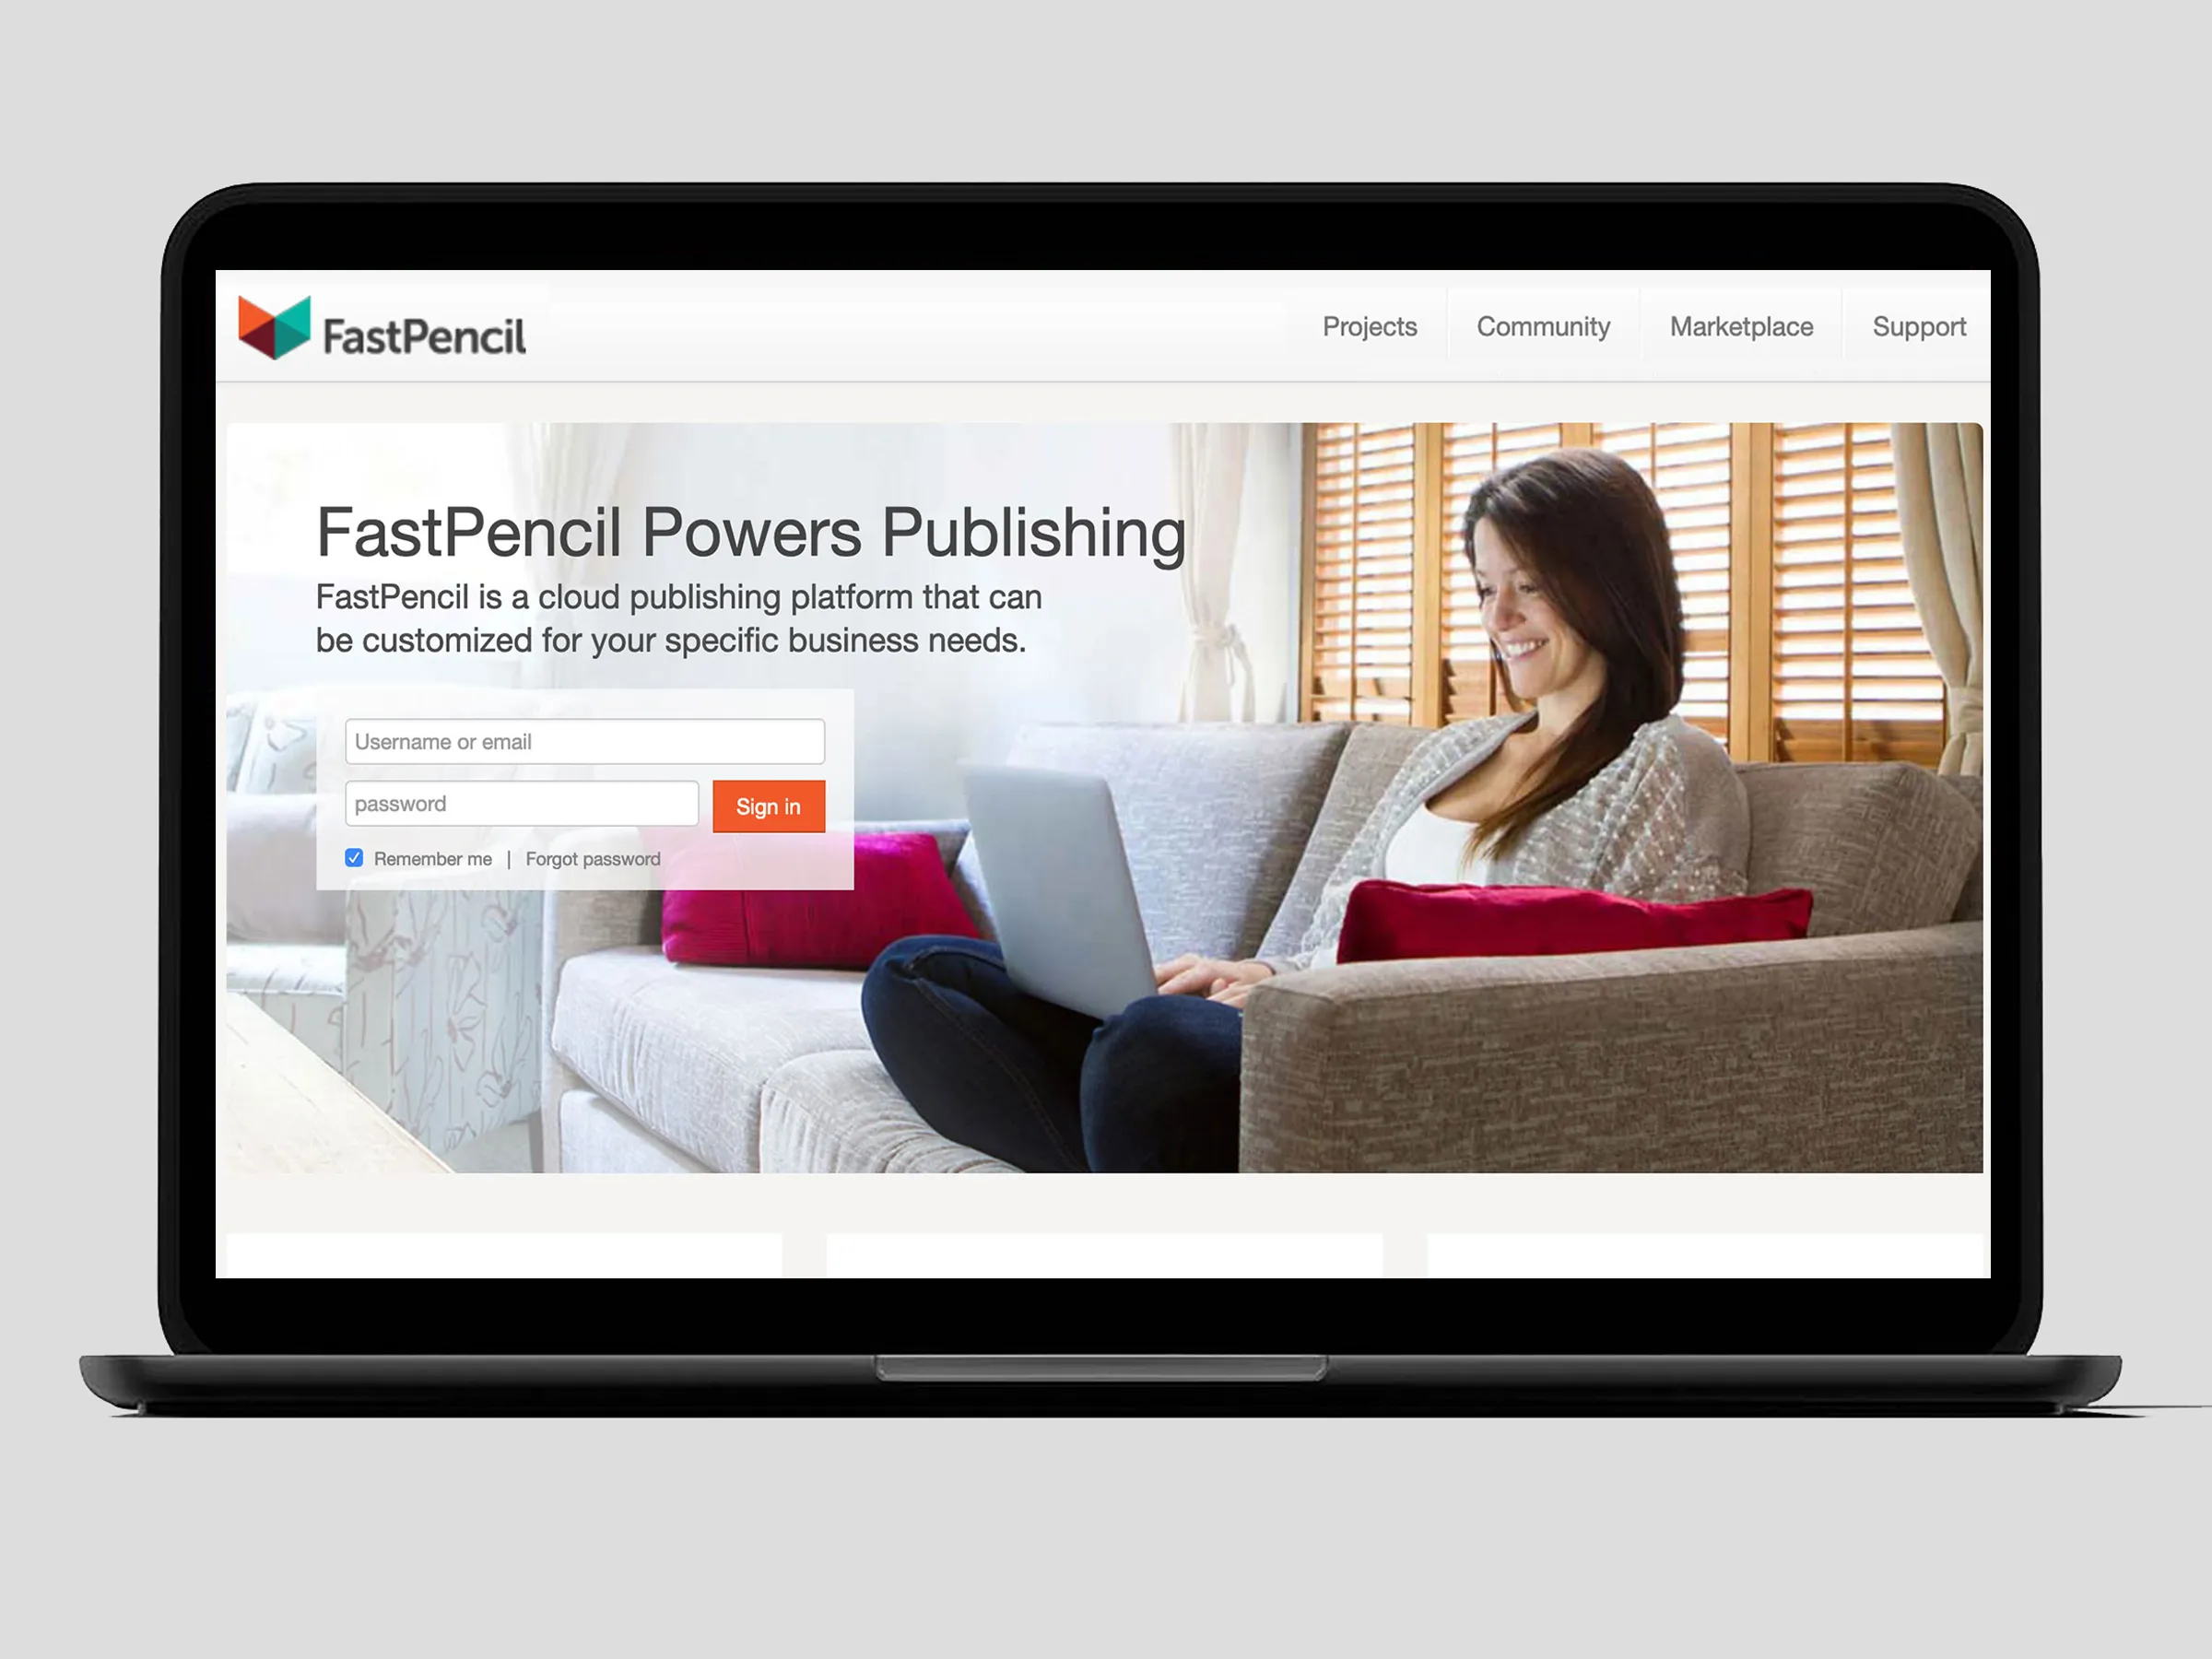 FastPencil
Projects
Community
Marketplace
Support
FastPencil Powers Publishing
FastPencil is a cloud publishing platform that can
be customized for your specific business needs.
Username or email
password
Sign in
Remember me | Forgot password